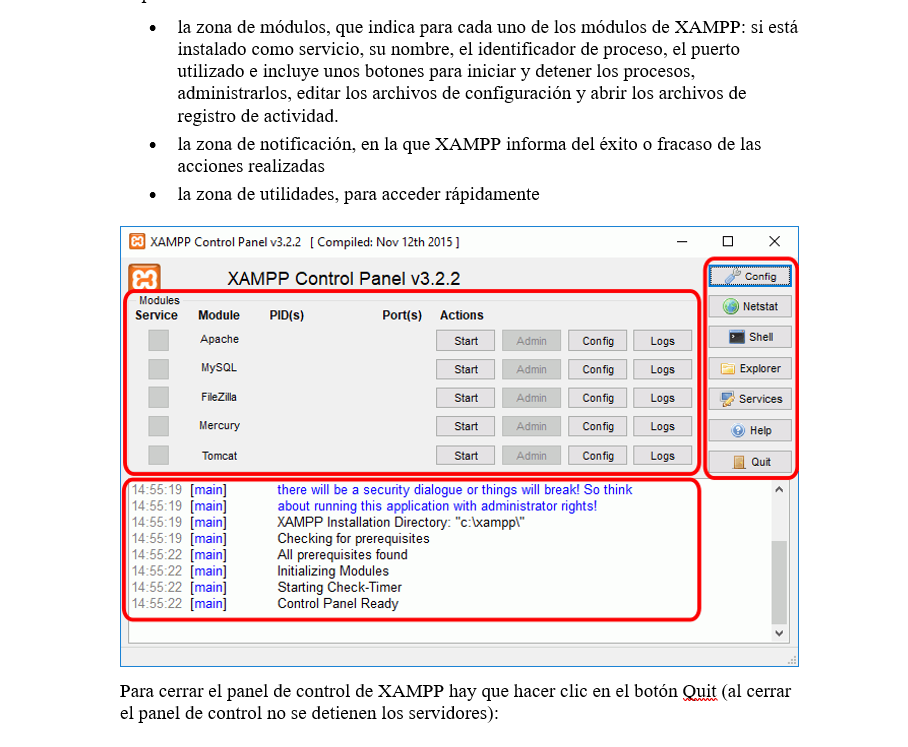 la zona de módulos, que indica para cada uno de los módulos de XAMPP: si está
instalado como servicio, su nombre, el identificador de proceso, el puerto
utilizado e incluye unos botones para iniciar y detener los procesos,
administrarlos, editar los archivos de configuración y abrir los archivos de
registro de actividad.
la zona de notificación, en la que XAMPP informa del éxito o fracaso de las
acciones realizadas
la zona de utilidades, para acceder rápidamente
XAMPP Control Panel v3.2.2 [ Compiled: Nov 12th 2015 ]
XAMPP Control Panel v3.2.2
Modules
Service Module PID(s) Port(s) Actions
Apache Start Admin Config Logs
MySQL Start Admin Config Logs
FileZilla Start Admin Config Logs
Mercury Start Admin Config Logs
Tomcat Start Admin Config Logs
Config
Netstat
Shell
Explorer
Services
Help
Quit
14:55:19 [main] there will be a security dialogue or things will break! So think
14:55:19 [main] about running this application with administrator rights!
14:55:19 [main] XAMPP Installation Directory: "c:\xampp\"
14:55:19 [main] Checking for prerequisites
14:55:22 [main] All prerequisites found
14:55:22 [main] Initializing Modules
14:55:22 [main] Starting Check-Timer
14:55:22 [main] Control Panel Ready
Para cerrar el panel de control de XAMPP hay que hacer clic en el botón Quit (al cerrar
el panel de control no se detienen los servidores):